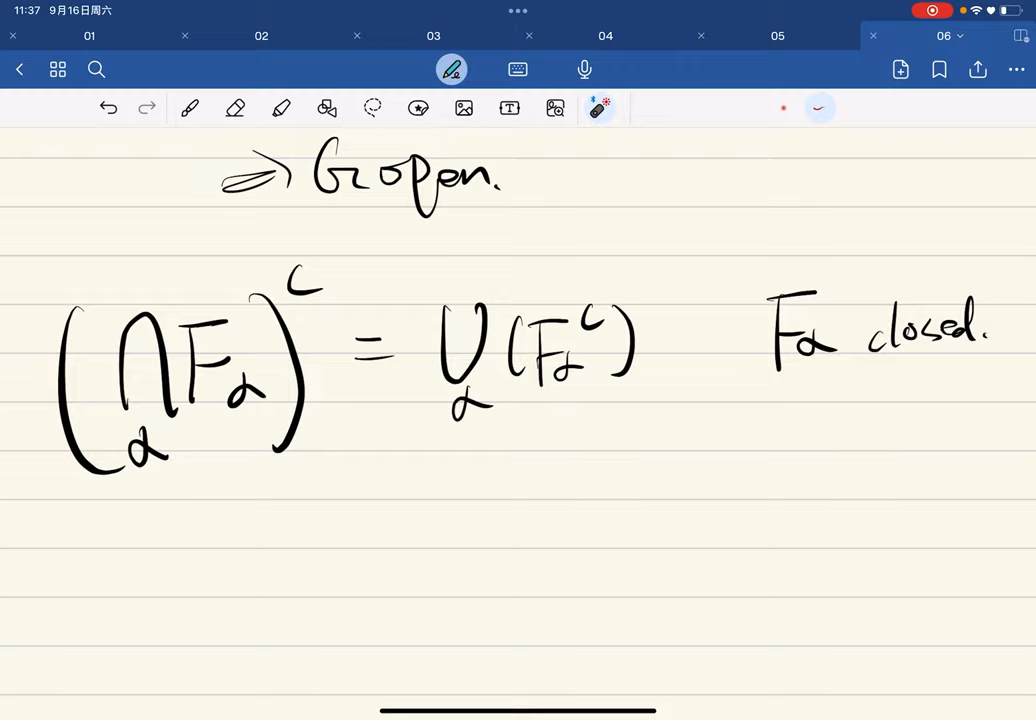 11:37 9月16日周六
01 02 03 04 05 06
⇒ G open.
(⋂_α F_α)^c = ⋃_α (F_α^c) F_α closed.